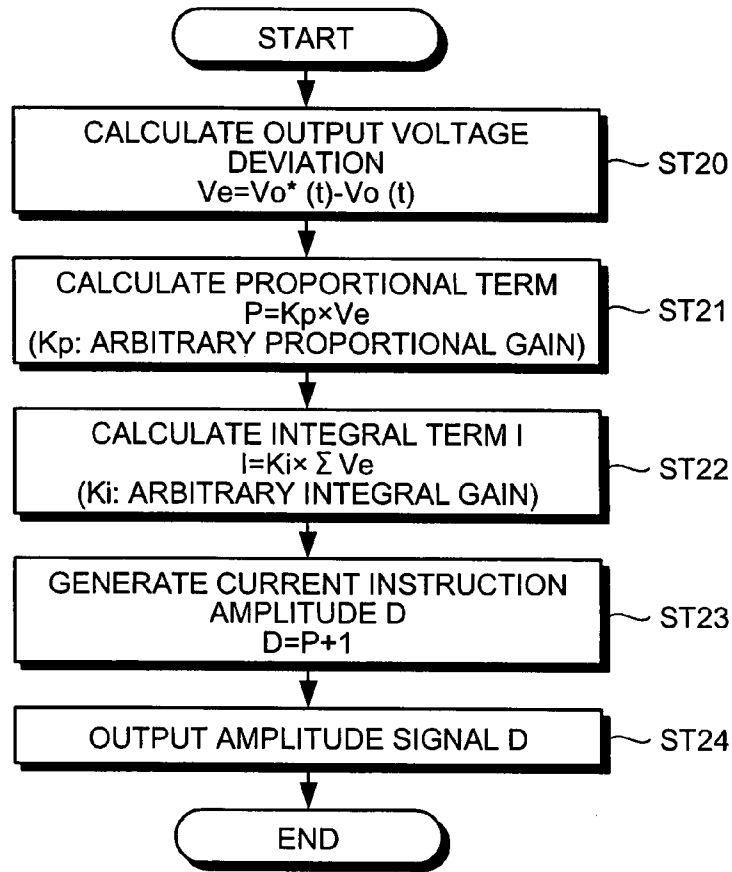 START
CALCULATE OUTPUT VOLTAGE
DEVIATION
Ve=Vo* (t)-Vo (t)
ST20
CALCULATE PROPORTIONAL TERM
P=Kp×Ve
(Kp: ARBITRARY PROPORTIONAL GAIN)
ST21
CALCULATE INTEGRAL TERM I
I=Ki× Σ Ve
(Ki: ARBITRARY INTEGRAL GAIN)
ST22
GENERATE CURRENT INSTRUCTION
AMPLITUDE D
D=P+1
ST23
OUTPUT AMPLITUDE SIGNAL D
ST24
END